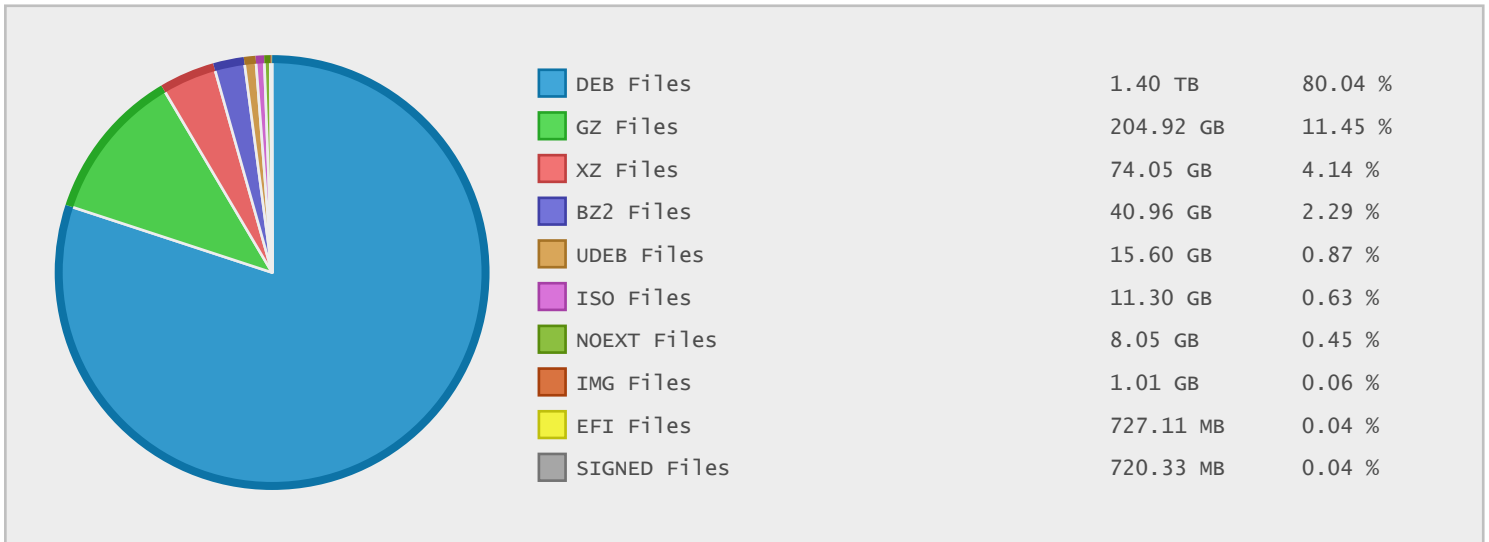 DEB Files 1.40 TB 80.04 %
GZ Files 204.92 GB 11.45 %
XZ Files 74.05 GB 4.14 %
BZ2 Files 40.96 GB 2.29 %
UDEB Files 15.60 GB 0.87 %
ISO Files 11.30 GB 0.63 %
NOEXT Files 8.05 GB 0.45 %
IMG Files 1.01 GB 0.06 %
EFI Files 727.11 MB 0.04 %
SIGNED Files 720.33 MB 0.04 %